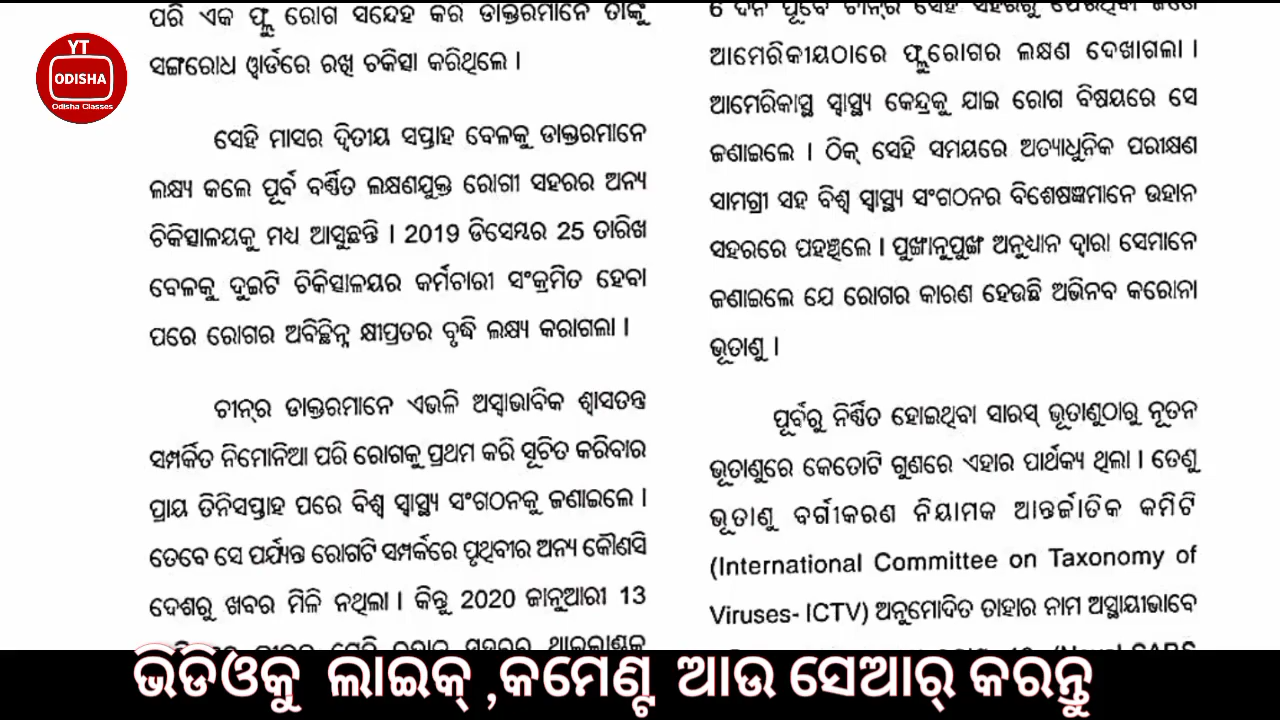 YT
ODISHA
Odisha Classes
ପରି ଏକ ଫ୍ଲୁ ରୋଗ ସନ୍ଦେହ କରି ଡାକ୍ତରମାନେ ତାଙ୍କୁ
ସଙ୍ଗରୋଧ ୱାର୍ଡରେ ରଖି ଚକିତ୍ସା କରିଥିଲେ ।
ସେହି ମାସର ଦ୍ବିତୀୟ ସପ୍ତାହ ବେଳକୁ ଡାକ୍ତରମାନେ
ଲକ୍ଷ୍ୟ କଲେ ପୂର୍ବ ବର୍ଣ୍ଣିତ ଲକ୍ଷଣଯୁକ୍ତ ରୋଗୀ ସହରର ଅନ୍ୟ
ଚିକିତ୍ସାଳୟକୁ ମଧ୍ୟ ଆସୁଛନ୍ତି । 2019 ଡିସେମ୍ବର 25 ତାରିଖ
ବେଳକୁ ଦୁଇଟି ଚିକିତ୍ସାଳୟର କର୍ମଚାରୀ ସଂକ୍ରମିତ ହେବା
ପରେ ରୋଗର ଅବିଚ୍ଛିନ୍ନ କ୍ଷୀପ୍ରତର ବୃଦ୍ଧି ଲକ୍ଷ୍ୟ କରାଗଲା ।
ଚୀନ୍‌ର ଡାକ୍ତରମାନେ ଏଭଳି ଅସ୍ୱାଭାବିକ ଶ୍ୱାସତନ୍ତ୍ର
ସମ୍ପର୍କିତ ନିମୋନିଆ ପରି ରୋଗକୁ ପ୍ରଥମ କରି ସୂଚିତ କରିବାର
ପ୍ରାୟ ତିନିସପ୍ତାହ ପରେ ବିଶ୍ୱ ସ୍ୱାସ୍ଥ୍ୟ ସଂଗଠନକୁ ଜଣାଇଲେ ।
ତେବେ ସେ ପର୍ଯ୍ୟନ୍ତ ରୋଗଟି ସମ୍ପର୍କରେ ପୃଥିବୀର ଅନ୍ୟ କୌଣସି
ଦେଶରୁ ଖବର ମିଳି ନଥିଲା । କିନ୍ତୁ 2020 ଜାନୁଆରୀ 13
ସହରର ଥାଇଲାଣ୍ଡକୁ
6 ଦିନ ପୂର୍ବେ ଚୀନ୍‌ର ସେହି ସହରରୁ ଫେରିଥିବା ଜଣେ
ଆମେରିକୀୟଠାରେ ଫ୍ଲୁରୋଗର ଲକ୍ଷଣ ଦେଖାଗଲା ।
ଆମେରିକାସ୍ଥ ସ୍ୱାସ୍ଥ୍ୟ କେନ୍ଦ୍ରକୁ ଯାଇ ରୋଗ ବିଷୟରେ ସେ
ଜଣାଇଲେ । ଠିକ୍ ସେହି ସମୟରେ ଅତ୍ୟାଧୁନିକ ପରୀକ୍ଷଣ
ସାମଗ୍ରୀ ସହ ବିଶ୍ୱ ସ୍ୱାସ୍ଥ୍ୟ ସଂଗଠନର ବିଶେଷଜ୍ଞମାନେ ଉହାନ
ସହରରେ ପହଞ୍ଚିଲେ । ପୁଙ୍ଖାନୁପୁଙ୍ଖ ଅନୁଧ୍ୟାନ ଦ୍ୱାରା ସେମାନେ
ଜଣାଇଲେ ଯେ ରୋଗର କାରଣ ହେଉଛି ଅଭିନବ କରୋନା
ଭୂତାଣୁ ।
ପୂର୍ବରୁ ନିର୍ଣ୍ଣିତ ହୋଇଥିବା ସାରସ୍ ଭୂତାଣୁଠାରୁ ନୂତନ
ଭୂତାଣୁରେ କେତୋଟି ଗୁଣରେ ଏହାର ପାର୍ଥକ୍ୟ ଥିଲା । ତେଣୁ
ଭୂତାଣୁ ବର୍ଗୀକରଣ ନିୟାମକ ଆନ୍ତର୍ଜାତିକ କମିଟି
(International Committee on Taxonomy of
Viruses- ICTV) ଅନୁମୋଦିତ ତାହାର ନାମ ଅସ୍ଥାୟୀଭାବେ
ଭିଡିଓକୁ ଲାଇକ୍ ,କମେଣ୍ଟ ଆଉ ସେଆର୍ କରନ୍ତୁ